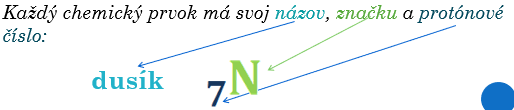 Každý chemický prvok má svoj názov, značku a protónové
číslo:
dusík 7N